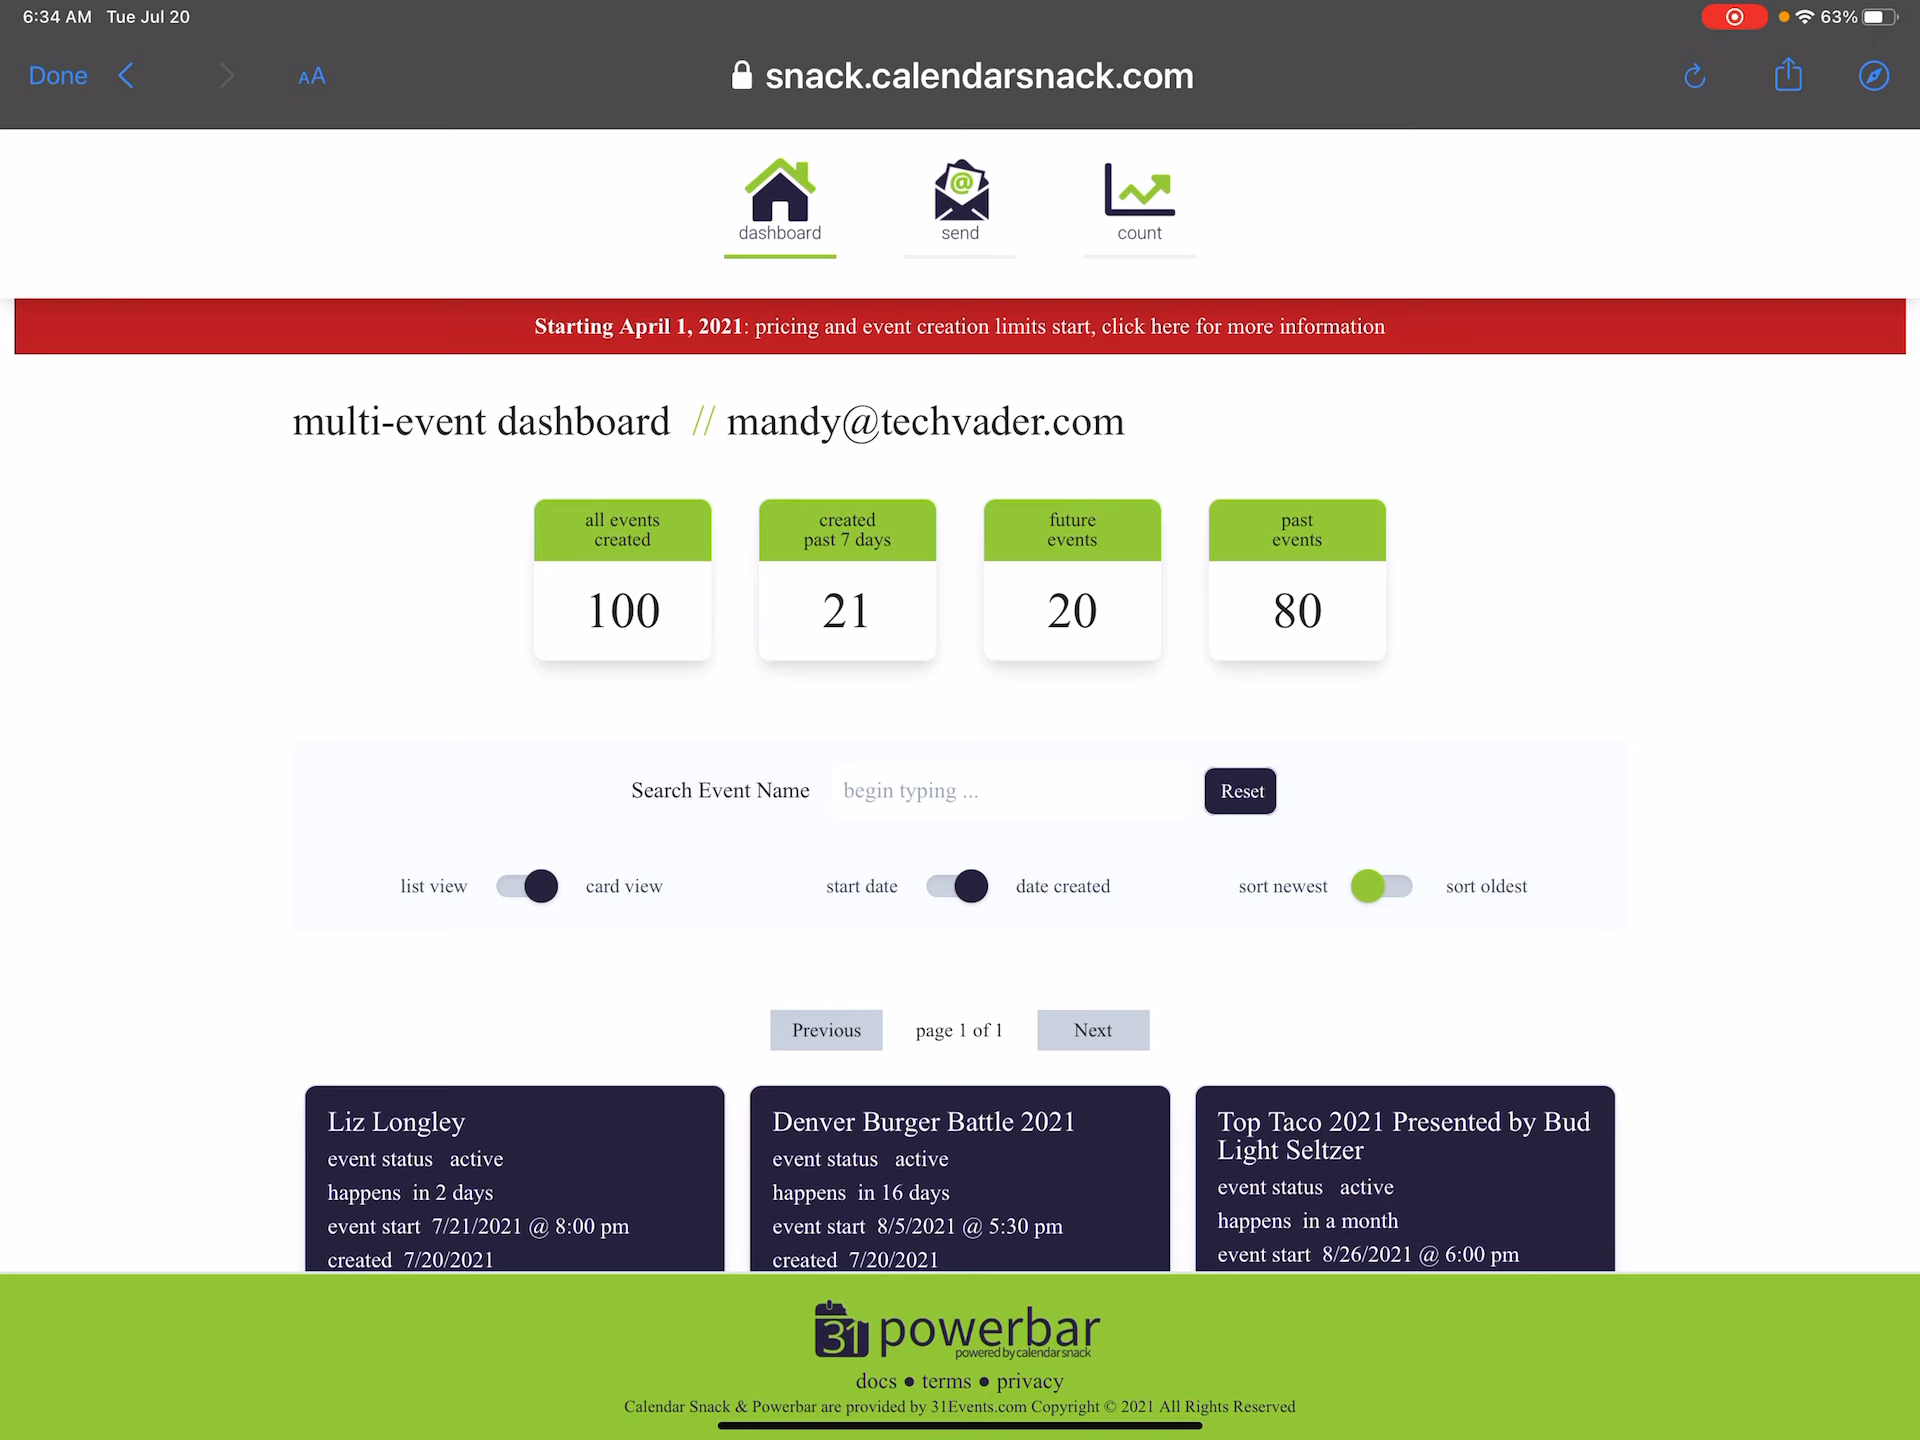 6:34 AM Tue Jul 20
63%
Done
AA
snack.calendarsnack.com
dashboard
send
count
Starting April 1, 2021: pricing and event creation limits start, click here for more information
multi-event dashboard // mandy@techvader.com
all events
created
100
created
past 7 days
21
future
events
20
past
events
80
Search Event Name
begin typing ...
Reset
list view
card view
start date
date created
sort newest
sort oldest
Previous
page 1 of 1
Next
Liz Longley
event status active
happens in 2 days
event start 7/21/2021 @ 8:00 pm
created 7/20/2021
Denver Burger Battle 2021
event status active
happens in 16 days
event start 8/5/2021 @ 5:30 pm
created 7/20/2021
Top Taco 2021 Presented by Bud
Light Seltzer
event status active
happens in a month
event start 8/26/2021 @ 6:00 pm
31 powerbar
powered by calendarsnack
docs ● terms ● privacy
Calendar Snack & Powerbar are provided by 31Events.com Copyright © 2021 All Rights Reserved